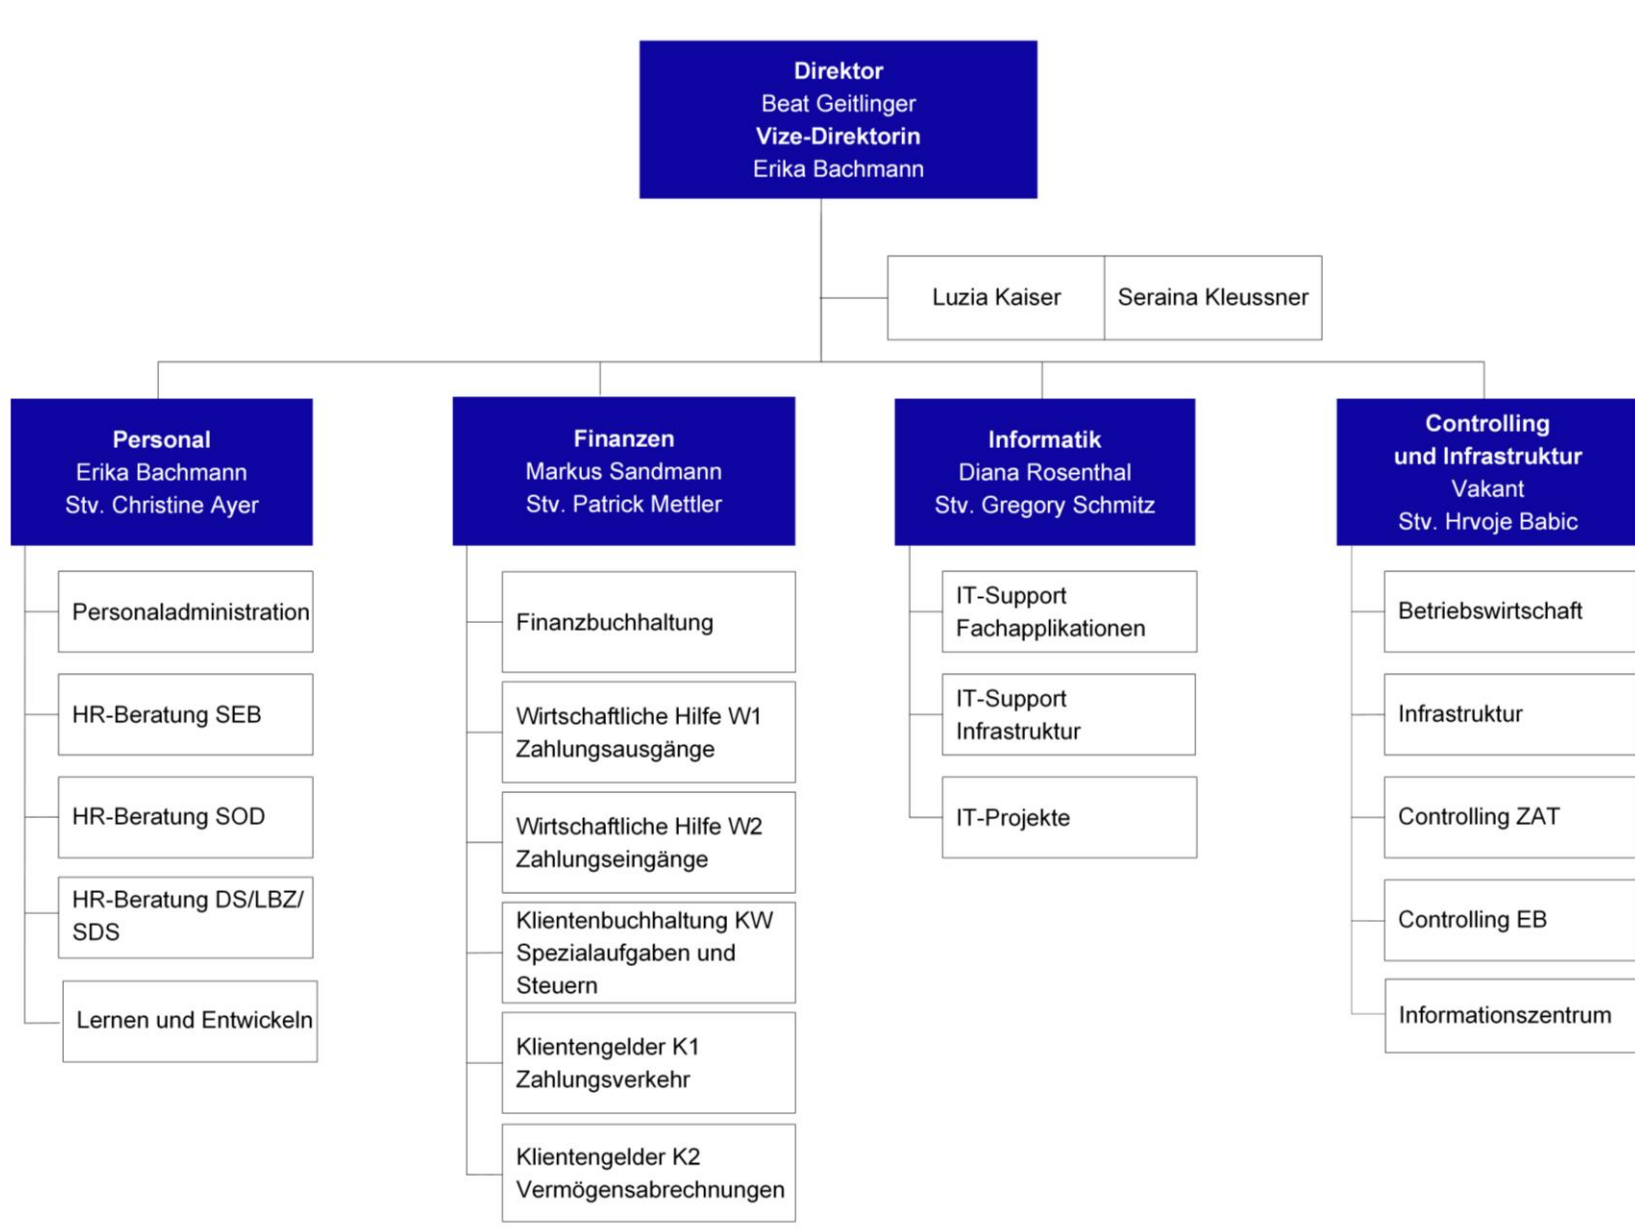 Direktor
Beat Geitlinger
Vize-Direktorin
Erika Bachmann
Luzia Kaiser
Seraina Kleussner
Personal
Erika Bachmann
Stv. Christine Ayer
Personaladministration
HR-Beratung SEB
HR-Beratung SOD
HR-Beratung DS/LBZ/
SDS
Lernen und Entwickeln
Finanzen
Markus Sandmann
Stv. Patrick Mettler
Finanzbuchhaltung
Wirtschaftliche Hilfe W1
Zahlungsausgänge
Wirtschaftliche Hilfe W2
Zahlungseingänge
Klientenbuchhaltung KW
Spezialaufgaben und
Steuern
Klientengelder K1
Zahlungsverkehr
Klientengelder K2
Vermögensabrechnungen
Informatik
Diana Rosenthal
Stv. Gregory Schmitz
IT-Support
Fachapplikationen
IT-Support
Infrastruktur
IT-Projekte
Controlling
und Infrastruktur
Vakant
Stv. Hrvoje Babic
Betriebswirtschaft
Infrastruktur
Controlling ZAT
Controlling EB
Informationszentrum